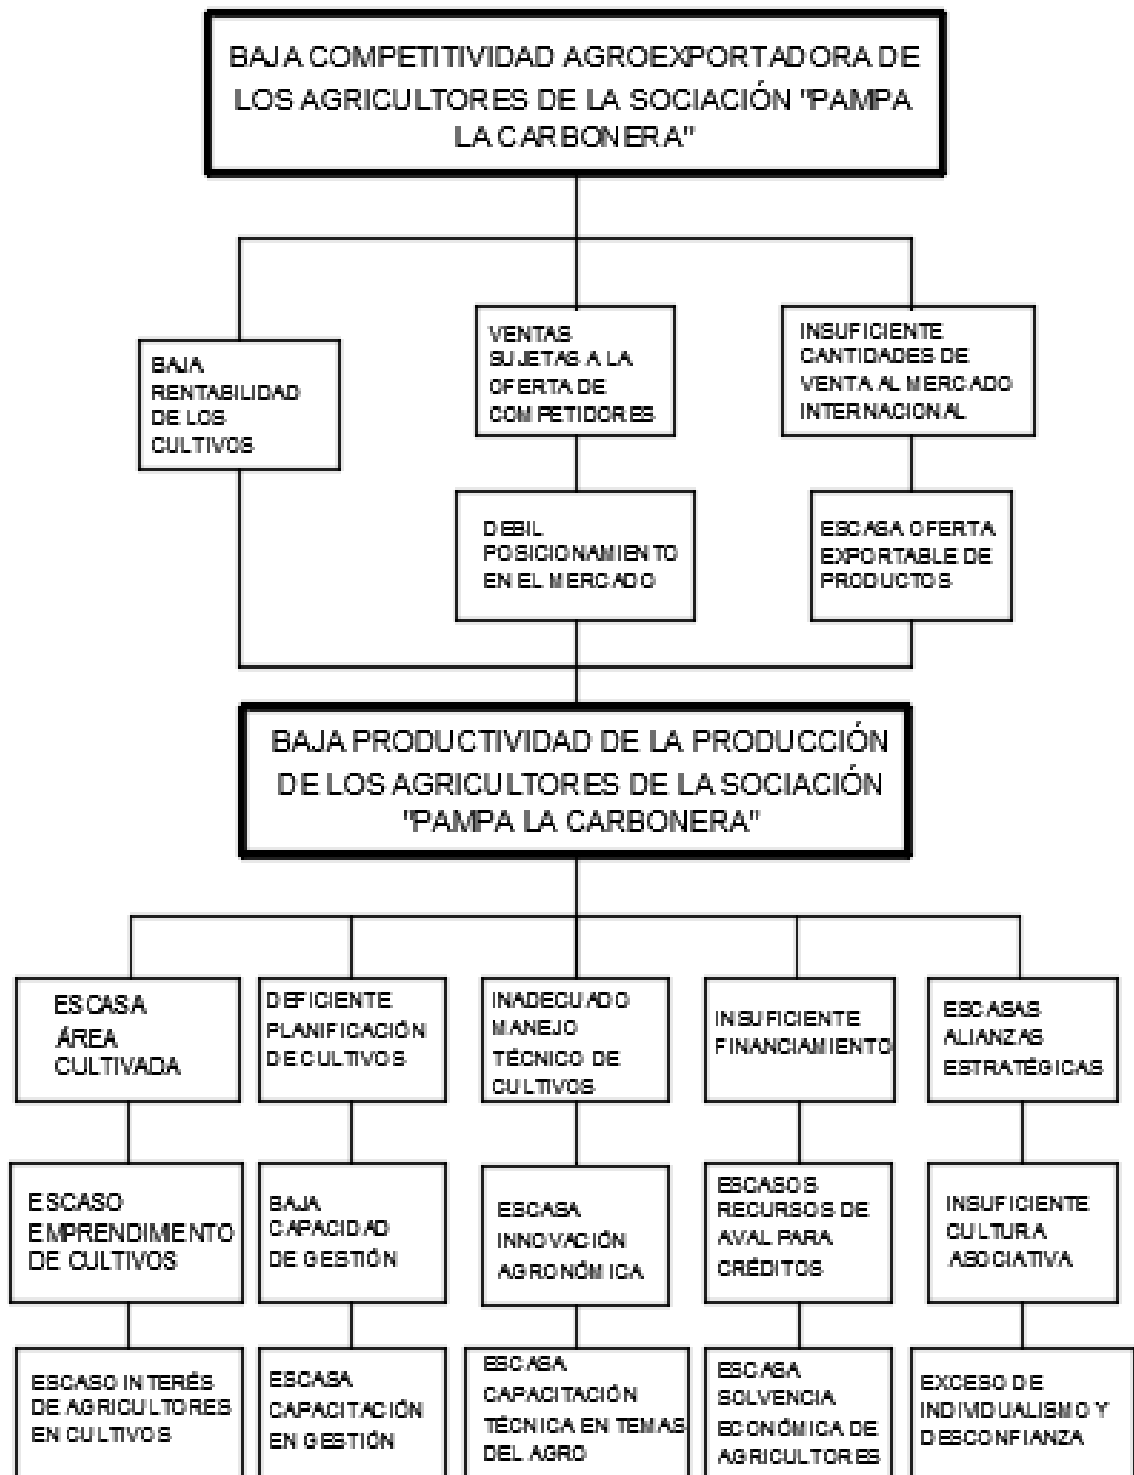 BAJA COMPETITIVIDAD AGROEXPORTADORA DE
LOS AGRICULTORES DE LA SOCIACIÓN "PAMPA
LA CARBONERA"
BAJA
RENTABILIDAD
DE LOS
CULTIVOS
VENTAS
SUJETAS A LA
OFERTA DE
COMPETIDORES
INSUFICIENTE
CANTIDADES DE
VENTA AL MERCADO
INTERNACIONAL
DEBIL
POSICIONAMIENTO
EN EL MERCADO
ESCASA OFERTA
EXPORTABLE DE
PRODUCTOS
BAJA PRODUCTIVIDAD DE LA PRODUCCIÓN
DE LOS AGRICULTORES DE LA SOCIACIÓN
"PAMPA LA CARBONERA"
ESCASA
ÁREA
CULTIVADA
DEFICIENTE
PLANIFICACIÓN
DE CULTIVOS
INADECUADO
MANEJO
TÉCNICO DE
CULTIVOS
INSUFICIENTE
FINANCIAMIENTO
ESCASAS
ALIANZAS
ESTRATÉGICAS
ESCASO
EMPRENDIMIENTO
DE CULTIVOS
BAJA
CAPACIDAD
DE GESTIÓN
ESCASA
INNOVACIÓN
AGRONÓMICA
ESCASOS
RECURSOS DE
AVAL PARA
CRÉDITOS
INSUFICIENTE
CULTURA
ASOCIATIVA
ESCASO INTERÉS
DE AGRICULTORES
EN CULTIVOS
ESCASA
CAPACITACIÓN
EN GESTIÓN
ESCASA
CAPACITACIÓN
TÉCNICA EN TEMAS
DEL AGRO
ESCASA
SOLVENCIA
ECONÓMICA DE
AGRICULTORES
EXCESO DE
INDIVIDUALISMO Y
DESCONFIANZA